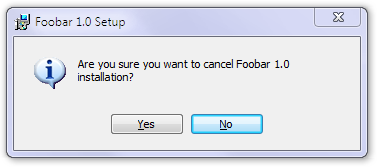 Foobar 1.0 Setup
Are you sure you want to cancel Foobar 1.0
installation?
Yes
No